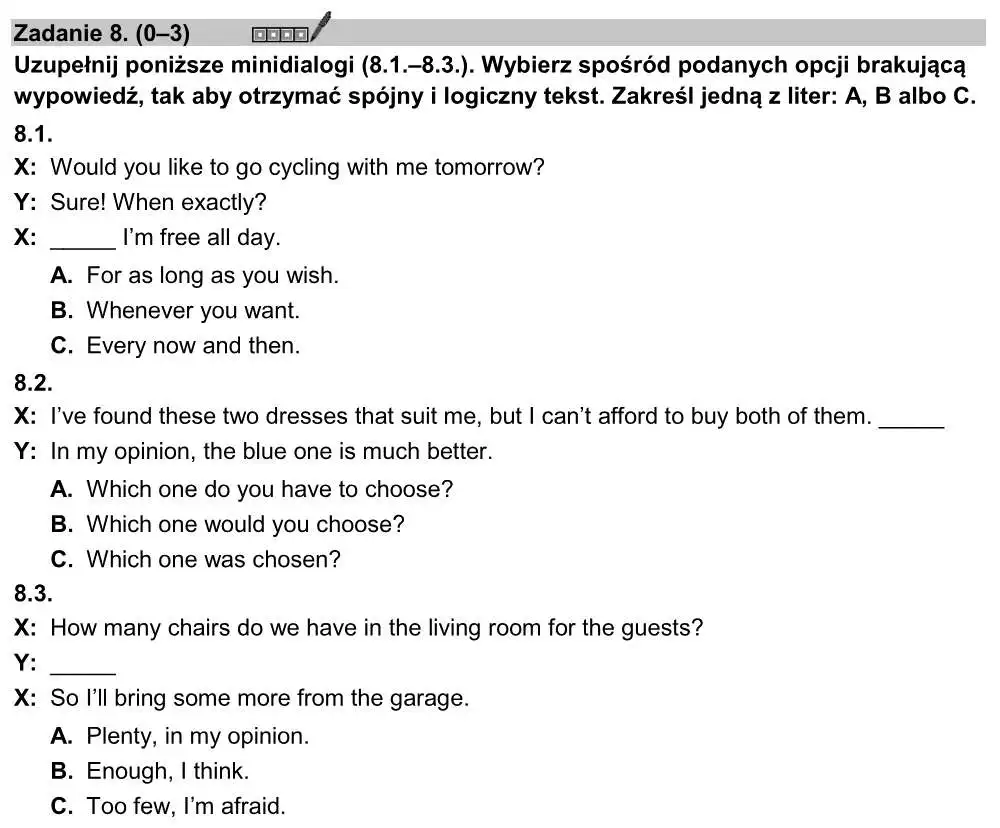 Zadanie 8. (0–3)
Uzupełnij poniższe minidialogi (8.1.–8.3.). Wybierz spośród podanych opcji brakującą
wypowiedź, tak aby otrzymać spójny i logiczny tekst. Zakreśl jedną z liter: A, B albo C.
8.1.
X: Would you like to go cycling with me tomorrow?
Y: Sure! When exactly?
X: _____ I'm free all day.
A. For as long as you wish.
B. Whenever you want.
C. Every now and then.
8.2.
X: I've found these two dresses that suit me, but I can't afford to buy both of them. _____
Y: In my opinion, the blue one is much better.
A. Which one do you have to choose?
B. Which one would you choose?
C. Which one was chosen?
8.3.
X: How many chairs do we have in the living room for the guests?
Y: _____
X: So I'll bring some more from the garage.
A. Plenty, in my opinion.
B. Enough, I think.
C. Too few, I'm afraid.